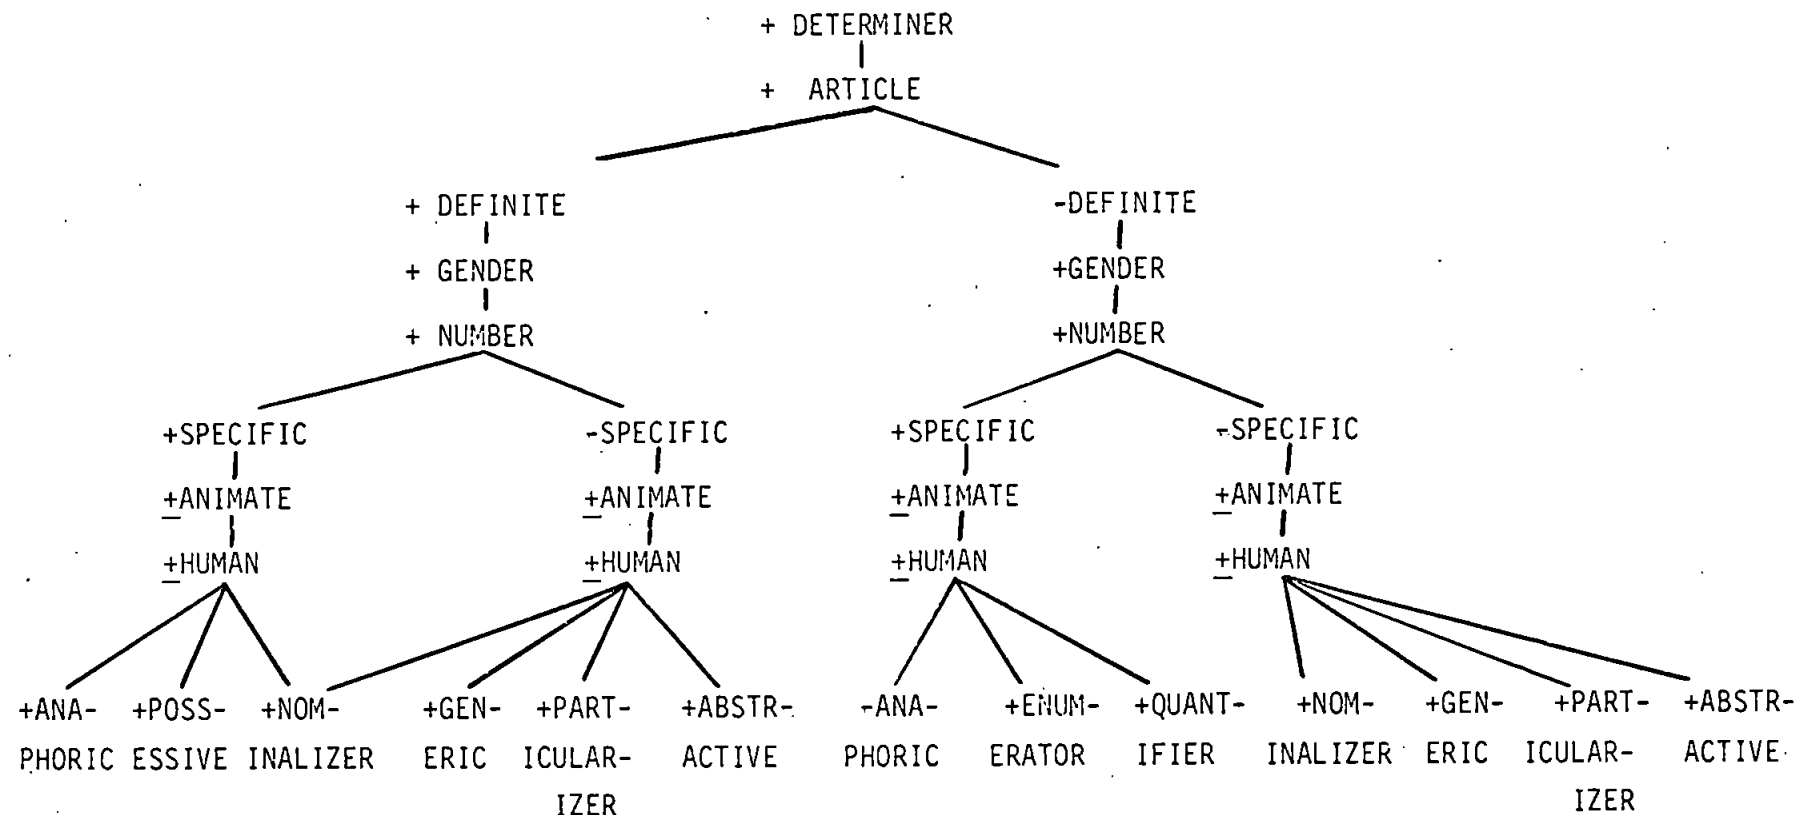 + DETERMINER
+ ARTICLE
+ DEFINITE -DEFINITE
+ GENDER +GENDER
+ NUMBER +NUMBER
+SPECIFIC -SPECIFIC +SPECIFIC -SPECIFIC
±ANIMATE ±ANIMATE ±ANIMATE ±ANIMATE
±HUMAN ±HUMAN ±HUMAN ±HUMAN
+ANA- +POSS- +NOM- +GEN- +PART- +ABSTR- -ANA- +ENUM- +QUANT- +NOM- +GEN- +PART- +ABSTR-
PHORIC ESSIVE INALIZER ERIC ICULAR- ACTIVE PHORIC ERATOR IFIER INALIZER ERIC ICULAR- ACTIVE
IZER IZER